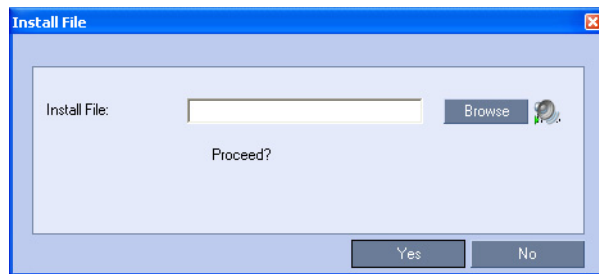 Install File
Install File:
Browse
Proceed?
Yes
No